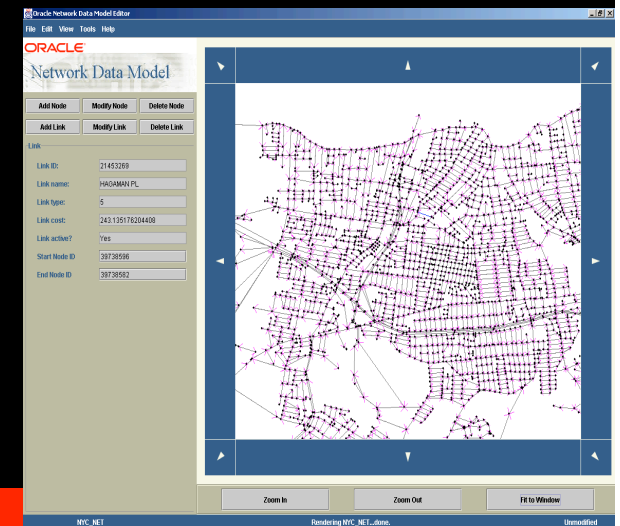 Oracle Network Data Model Editor
File Edit View Tools Help
ORACLE
Network Data Model
Add Node Modify Node Delete Node
Add Link Modify Link Delete Link
Link
Link ID: 21453269
Link name: HAGAMAN PL
Link type: 5
Link cost: 243.135176204408
Link active? Yes
Start Node ID 39738596
End Node ID 39738582
Zoom In Zoom Out Fit to Window
NYC_NET Rendering NYC_NET...done. Unmodified